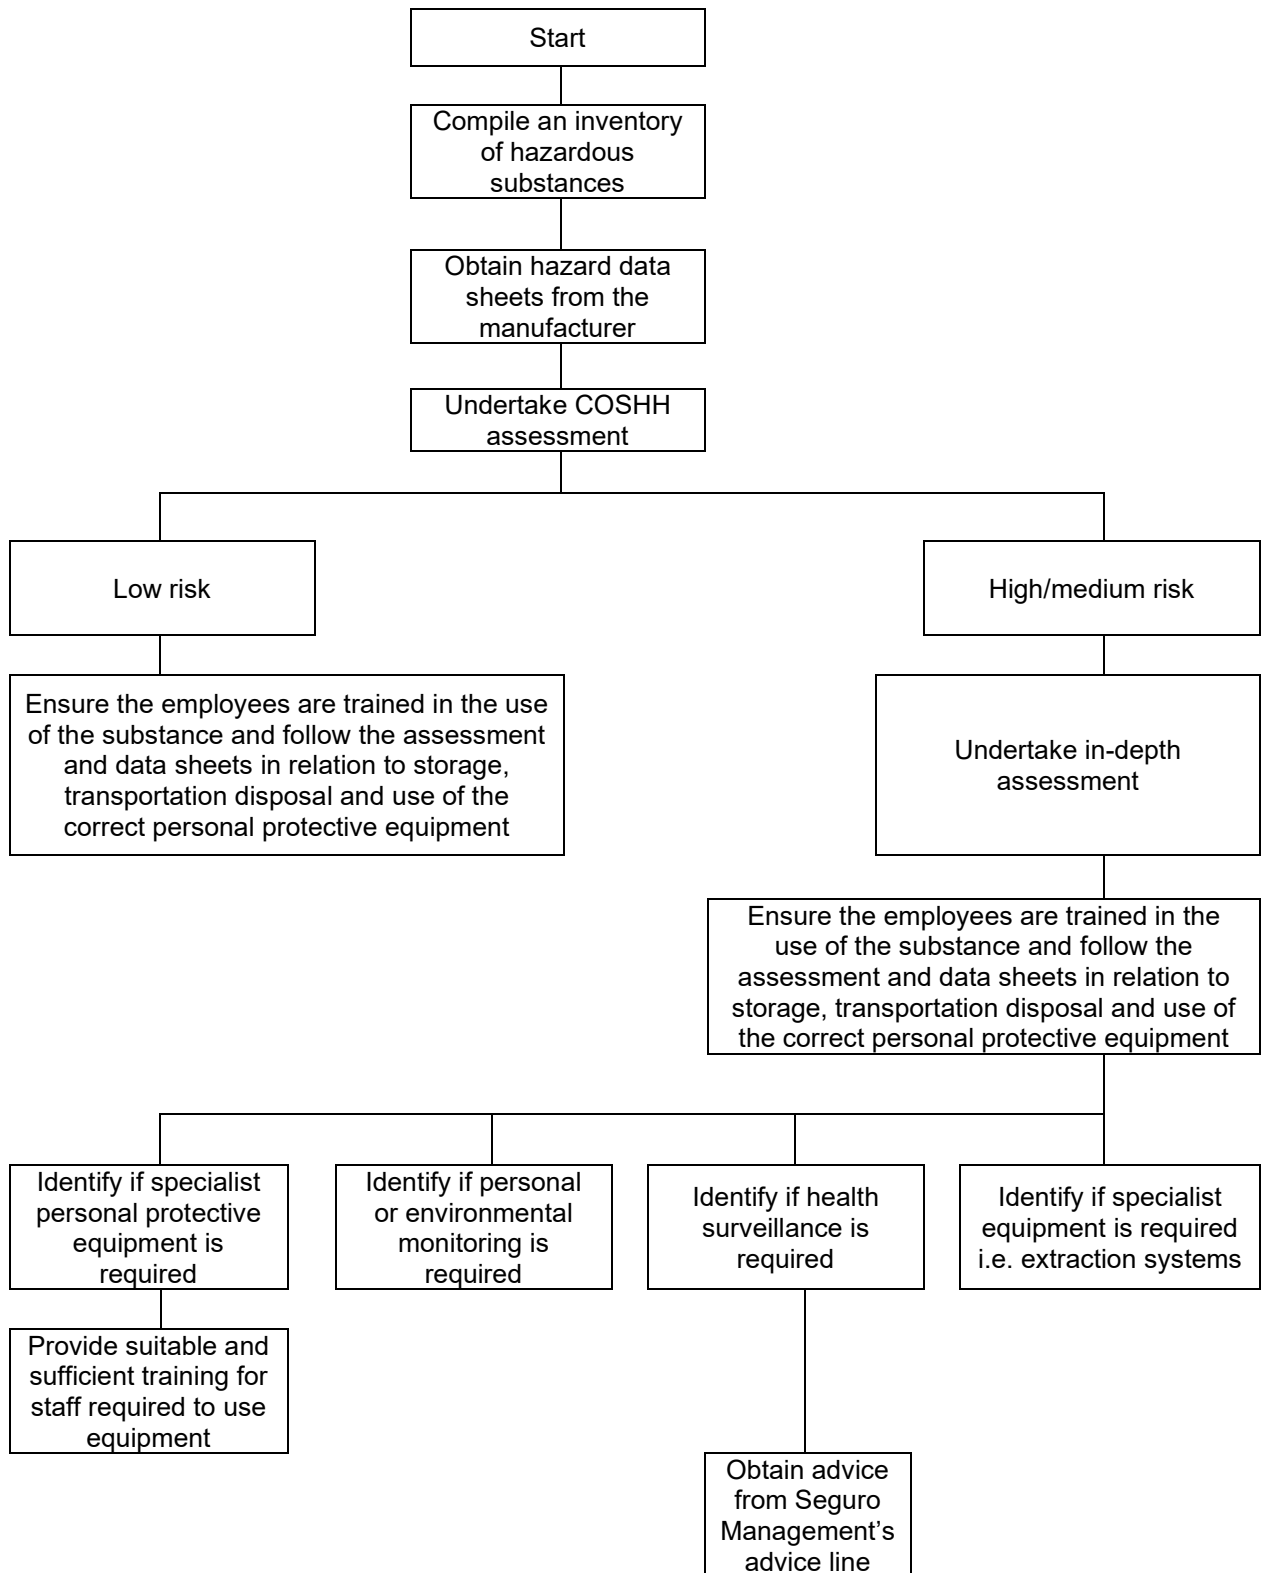 Start
Compile an inventory
of hazardous
substances
Obtain hazard data
sheets from the
manufacturer
Undertake COSHH
assessment
Low risk
High/medium risk
Ensure the employees are trained in the use
of the substance and follow the assessment
and data sheets in relation to storage,
transportation disposal and use of the
correct personal protective equipment
Undertake in-depth
assessment
Ensure the employees are trained in the
use of the substance and follow the
assessment and data sheets in relation to
storage, transportation disposal and use of
the correct personal protective equipment
Identify if specialist
personal protective
equipment is
required
Identify if personal
or environmental
monitoring is
required
Identify if health
surveillance is
required
Identify if specialist
equipment is required
i.e. extraction systems
Provide suitable and
sufficient training for
staff required to use
equipment
Obtain advice
from Seguro
Management’s
advice line